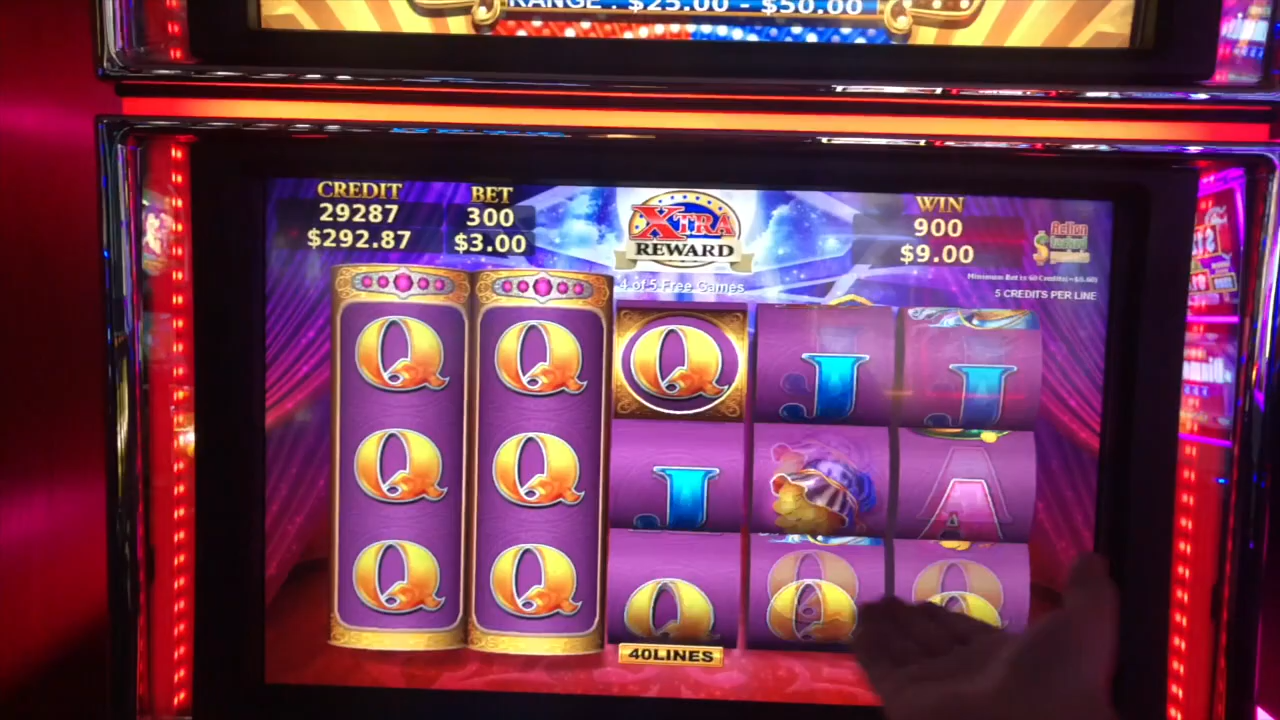 RANGE : $25.00 - $50.00
CREDIT
29287
$292.87
BET
300
$3.00
XTRA
REWARD
WIN
900
$9.00
4 of 5 Free Games
5 CREDITS PER LINE
Q Q Q J J
Q Q J A
Q Q Q Q Q
40LINES